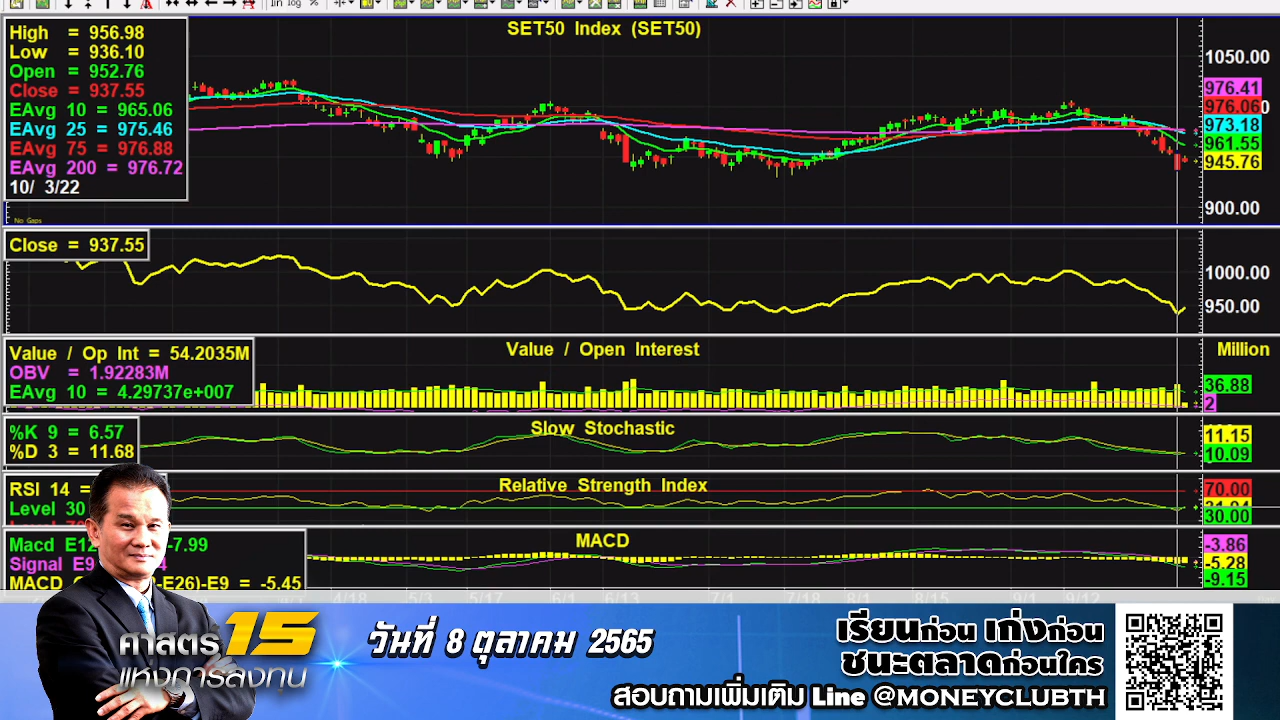 SET50 Index (SET50)
High = 956.98
Low = 936.10
Open = 952.76
Close = 937.55
EAvg 10 = 965.06
EAvg 25 = 975.46
EAvg 75 = 976.88
EAvg 200 = 976.72
10/ 3/22
No Gaps
1050.00
976.41
976.06
973.18
961.55
945.76
900.00
Close = 937.55
1000.00
950.00
Value / Open Interest
Million
Value / Op Int = 54.2035M
OBV = 1.92283M
EAvg 10 = 4.29737e+007
36.88
2
Slow Stochastic
%K 9 = 6.57
%D 3 = 11.68
11.15
10.09
Relative Strength Index
RSI 14 =
Level 30
70.00
30.00
MACD
Macd E12 -7.99
Signal E9
-E26)-E9 = -5.45
-3.86
-5.28
-9.15
4/18 5/17 6/1 6/13 7/1 7/18 8/1 8/15 9/1 9/12
ศาสตร์ 15
แห่งการลงทุน
วันที่ 8 ตุลาคม 2565
เรียนก่อน เก่งก่อน
ชนะตลาดก่อนใคร
สอบถามเพิ่มเติม Line @MONEYCLUBTH